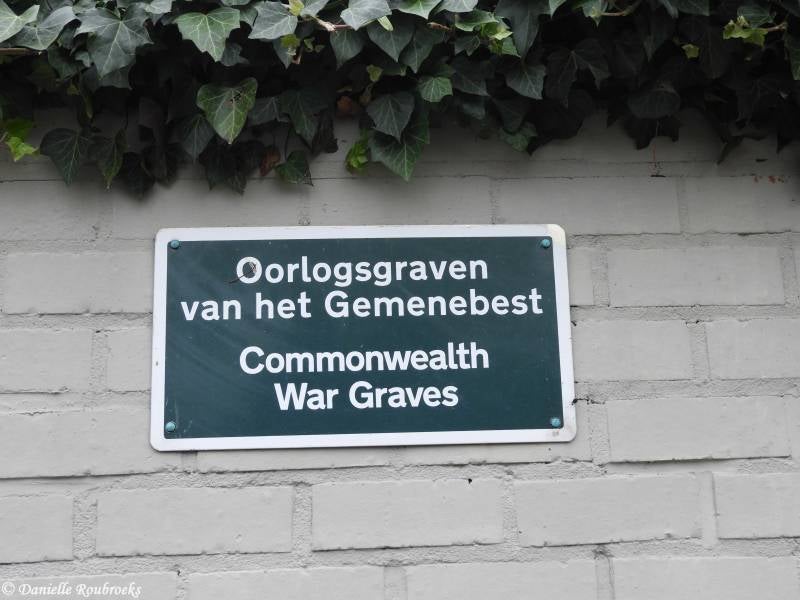 Oorlogsgraven
van het Gemenebest
Commonwealth
War Graves
© Danielle Roubroeks